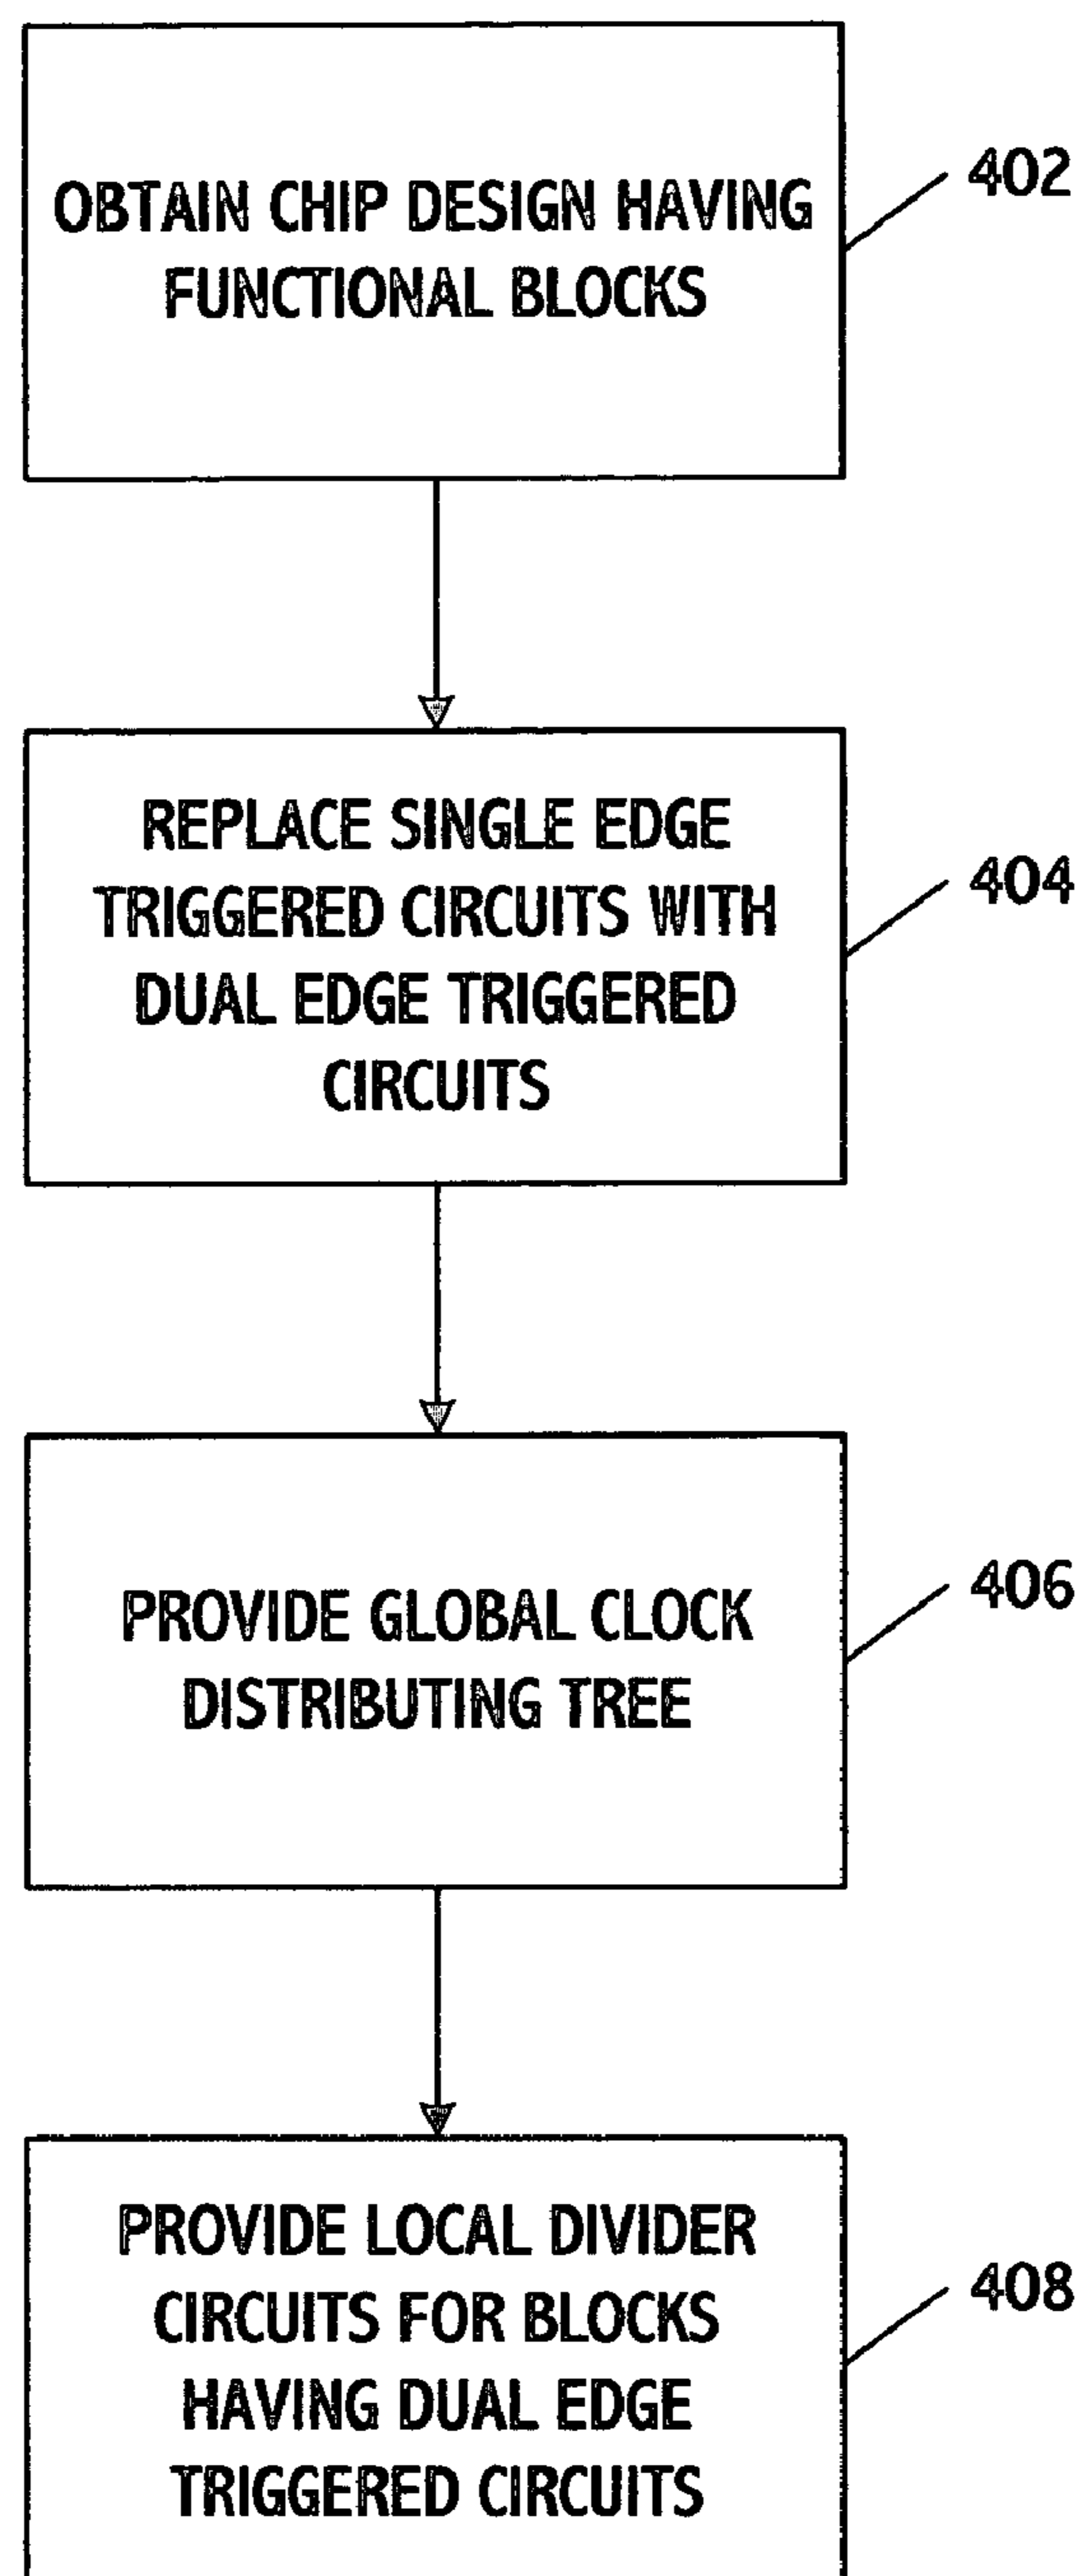 OBTAIN CHIP DESIGN HAVING
FUNCTIONAL BLOCKS
402
REPLACE SINGLE EDGE
TRIGGERED CIRCUITS WITH
DUAL EDGE TRIGGERED
CIRCUITS
404
PROVIDE GLOBAL CLOCK
DISTRIBUTING TREE
406
PROVIDE LOCAL DIVIDER
CIRCUITS FOR BLOCKS
HAVING DUAL EDGE
TRIGGERED CIRCUITS
408